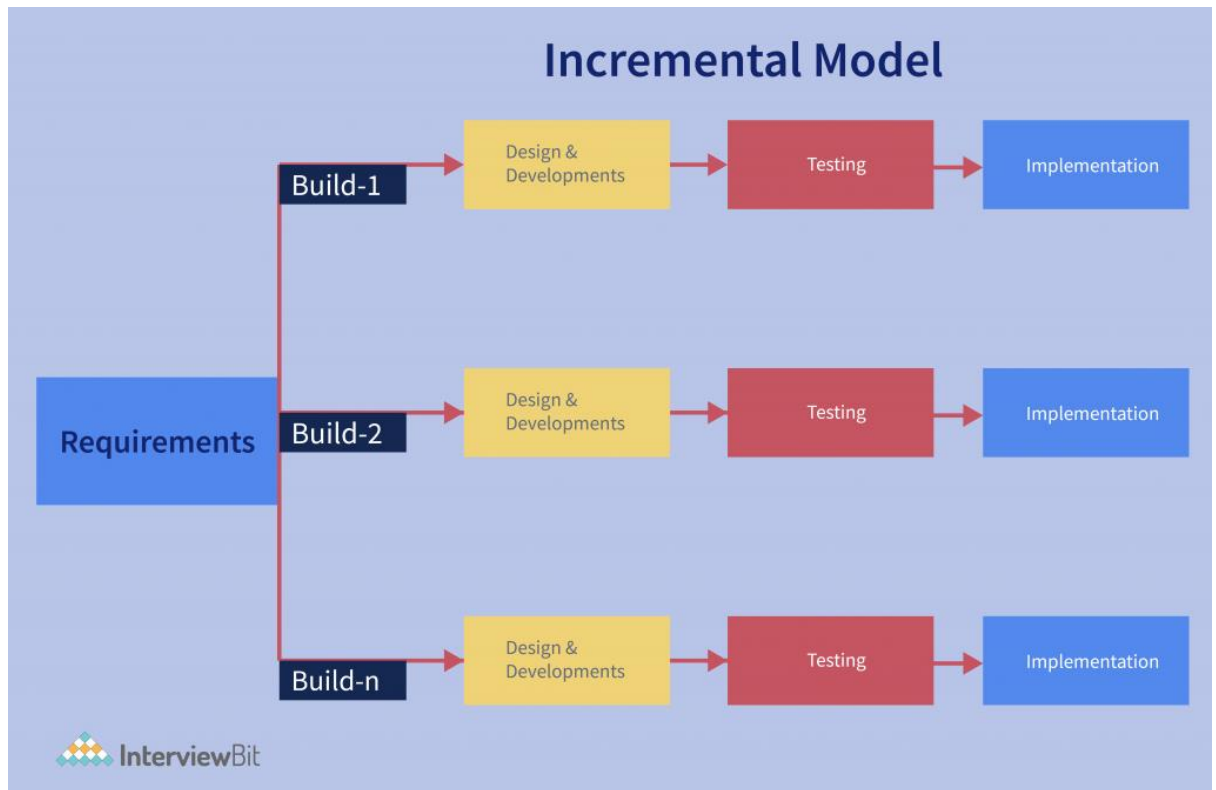 Incremental Model
Build-1
Design &
Developments
Testing
Implementation
Requirements
Build-2
Design &
Developments
Testing
Implementation
Build-n
Design &
Developments
Testing
Implementation
InterviewBit